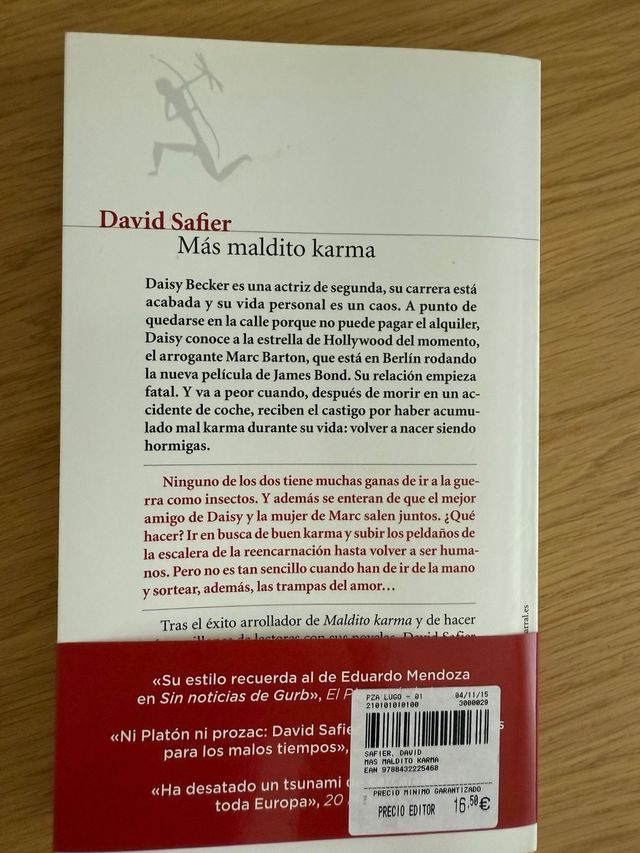 David Safier
Más maldito karma
Daisy Becker es una actriz de segunda, su carrera está
acabada y su vida personal es un caos. A punto de
quedarse en la calle porque no puede pagar el alquiler,
Daisy conoce a la estrella de Hollywood del momento,
el arrogante Marc Barton, que está en Berlín rodando
la nueva película de James Bond. Su relación empieza
fatal. Y va a peor cuando, después de morir en un ac-
cidente de coche, reciben el castigo por haber acumu-
lado mal karma durante su vida: volver a nacer siendo
hormigas.
Ninguno de los dos tiene muchas ganas de ir a la gue-
rra como insectos. Y además se enteran de que el mejor
amigo de Daisy y la mujer de Marc salen juntos. ¿Qué
hacer? Ir en busca de buen karma y subir los peldaños de
la escalera de la reencarnación hasta volver a ser huma-
nos. Pero no es tan sencillo cuando han de ir de la mano
y sortear, además, las trampas del amor...
Tras el éxito arrollador de Maldito karma y de hacer
de lectores con sus novelas, David Safier
arral.es
«Su estilo recuerda al de Eduardo Mendoza
en Sin noticias de Gurb», El P
«Ni Platón ni prozac: David Safie
para los malos tiempos»,
«Ha desatado un tsunami d
toda Europa», 20
PZA LUGO - 01 04/11/15
210101010100 3000029
SAFIER, DAVID
MAS MALDITO KARMA
EAN 9788432225468
PRECIO MINIMO GARANTIZADO
PRECIO EDITOR 16,50€